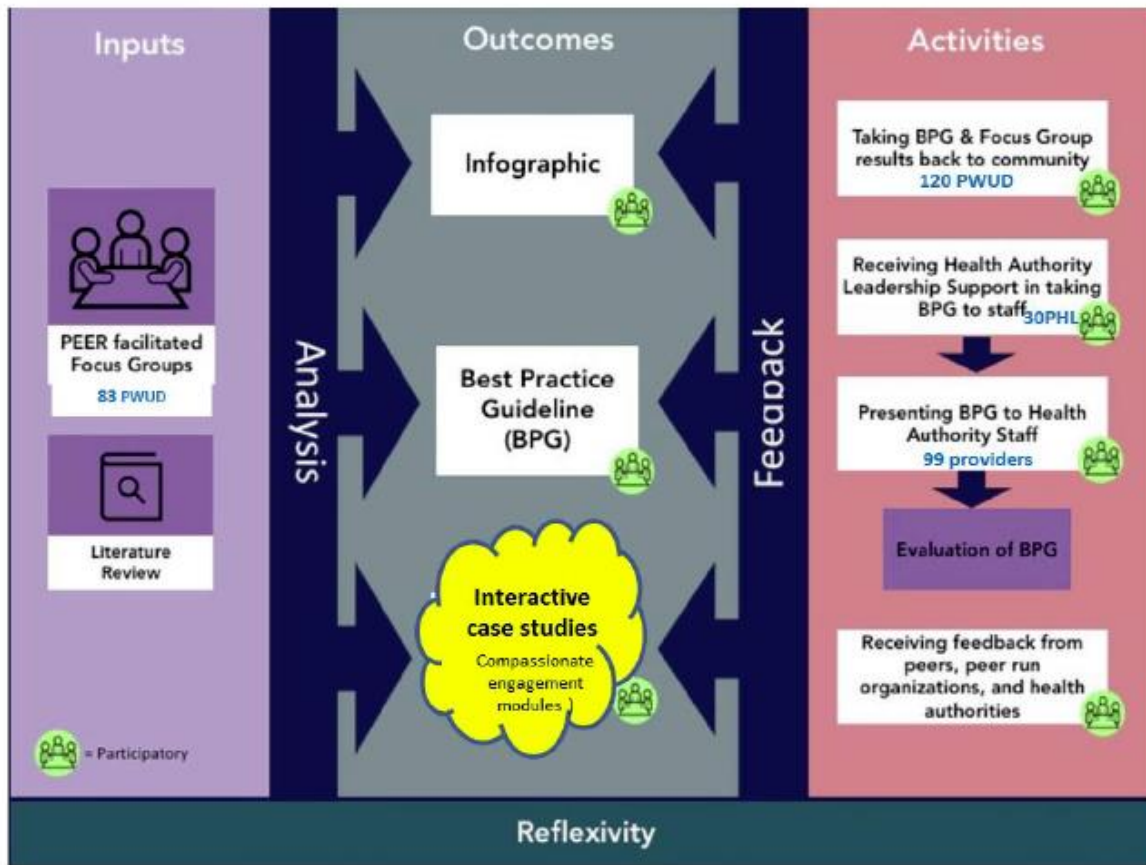 Inputs
PEER facilitated
Focus Groups
83 PWUD
Literature
Review
= Participatory
Analysis
Outcomes
Infographic
Best Practice
Guideline
(BPG)
Interactive
case studies
Compassionate
engagement
modules )
Feedback
Activities
Taking BPG & Focus Group
results back to community
120 PWUD
Receiving Health Authority
Leadership Support in taking
BPG to staff
30PHL
Presenting BPG to Health
Authority Staff
99 providers
Evaluation of BPG
Receiving feedback from
peers, peer run
organizations, and health
authorities
Reflexivity